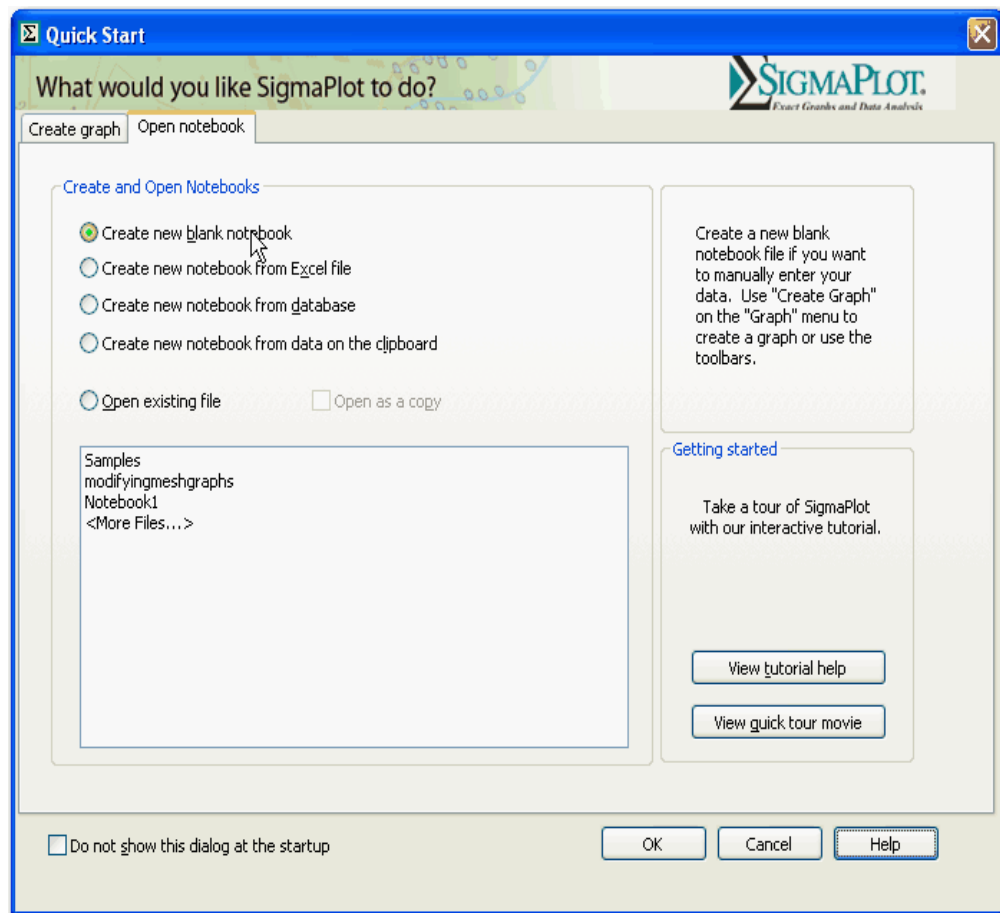 Quick Start
What would you like SigmaPlot to do?
SIGMAPLOT.
Exact Graphs and Data Analysis
Create graph
Open notebook
Create and Open Notebooks
Create new blank notebook
Create new notebook from Excel file
Create new notebook from database
Create new notebook from data on the clipboard
Open existing file
Open as a copy
Samples
modifyingmeshgraphs
Notebook1
<More Files...>
Create a new blank
notebook file if you want
to manually enter your
data. Use "Create Graph"
on the "Graph" menu to
create a graph or use the
toolbars.
Getting started
Take a tour of SigmaPlot
with our interactive tutorial.
View tutorial help
View quick tour movie
Do not show this dialog at the startup
OK
Cancel
Help